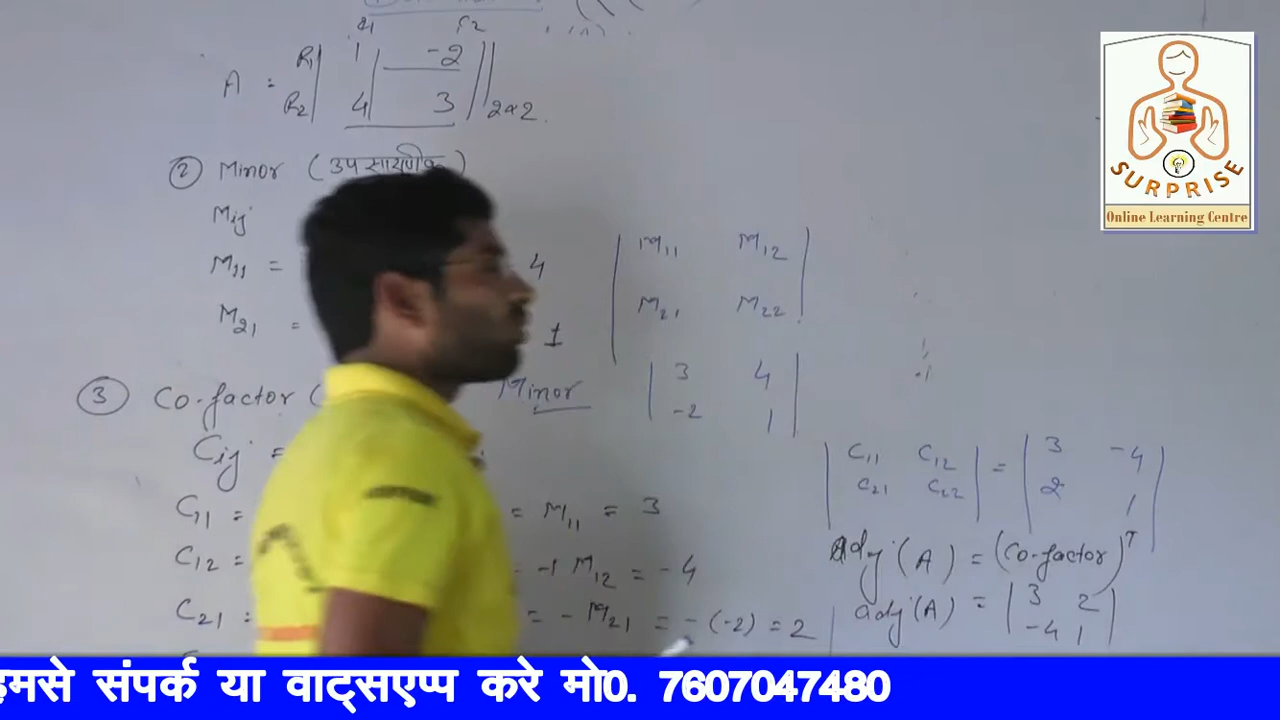 R1 | 1 -2 |
A = R2 | 4 3 | 2×2.
② Minor (उपसारणीक)
Mij
M11 = 4
M21 = 1
| M11 M12 |
| M21 M22 |
| 3 4 |
| -2 1 |
③ Co-factor ( Minor
Cij =
C11 = = M11 = 3
C12 = - -1 M12 = -4
C21 = = - M21 = -(-2) = 2
| C11 C12 | = | 3 -4 |
| C21 C22 | | 2 1 |
Adj(A) = (Co-factor)T
adj(A) = | 3 2 |
| -4 1 |
SURPRISE
Online Learning Centre
हमसे संपर्क या वाट्सएप्प करे मो0. 7607047480